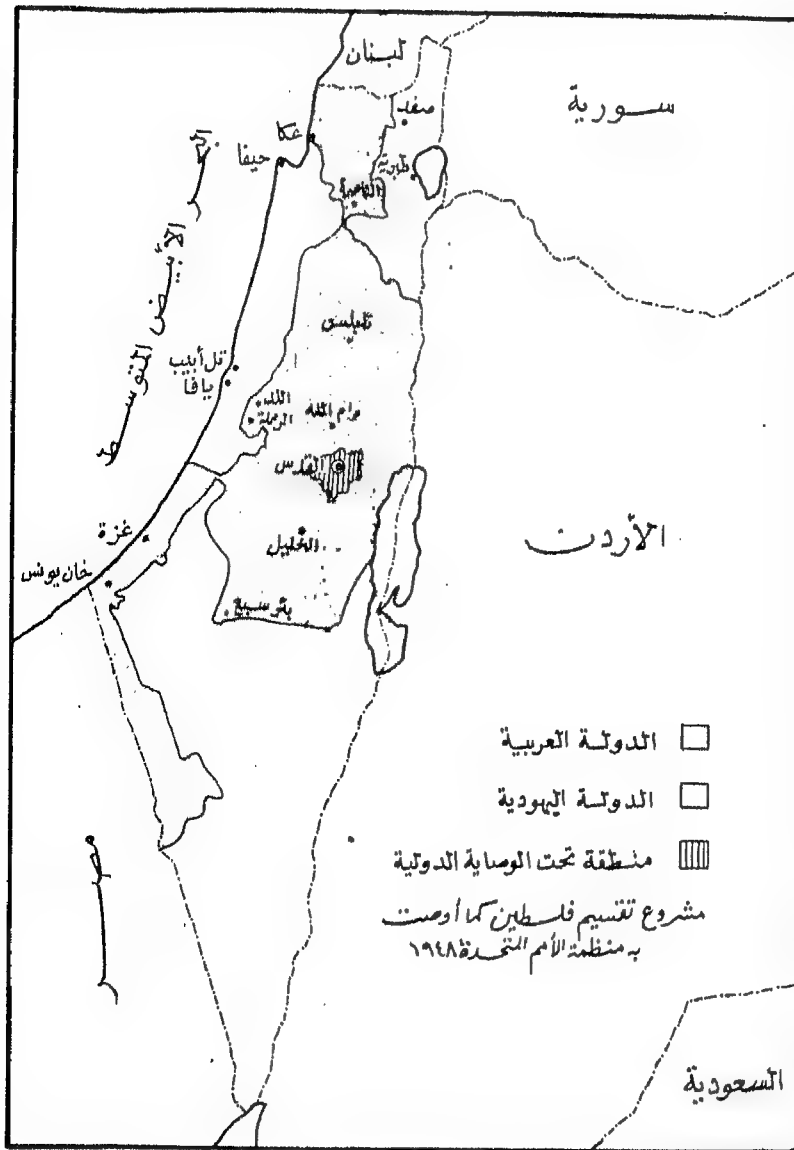 لبنان
سورية
صفد
عكا
حيفا
طبرية
الناصرة
البحر الأبيض المتوسط
نابلس
تل أبيب
يافا
اللد
الرملة
رام الله
القدس
غزة
الخليل
الأردن
خان يونس
بئر سبع
الدولة العربية
الدولة اليهودية
منطقة تحت الوصاية الدولية
مشروع تقسيم فلسطين كما أوصت
به منظمة الأمم المتحدة ١٩٤٨
مصر
السعودية